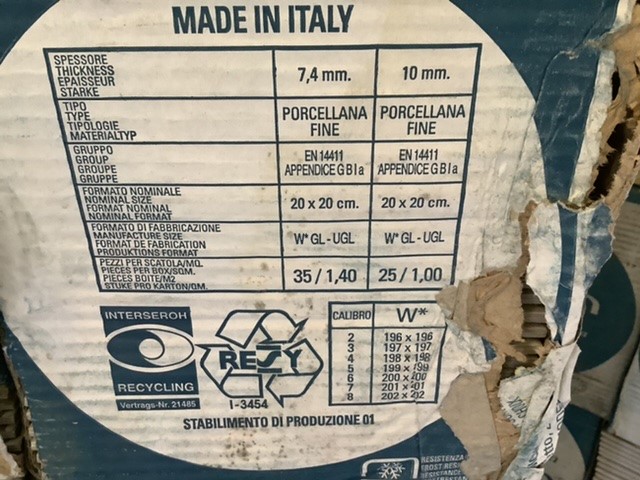 MADE IN ITALY
SPESSORE
THICKNESS
EPAISSEUR
STARKE
7,4 mm.
10 mm.
TIPO
TYPE
TIPOLOGIE
MATERIALTYP
PORCELLANA
FINE
PORCELLANA
FINE
GRUPPO
GROUP
GROUPE
GRUPPE
EN 14411
APPENDICE G B I a
EN 14411
APPENDICE G B I a
FORMATO NOMINALE
NOMINAL SIZE
FORMAT NOMINAL
NOMINAL FORMAT
20 x 20 cm.
20 x 20 cm.
FORMATO DI FABBRICAZIONE
MANUFACTURE SIZE
FORMAT DE FABRICATION
PRODUKTIONS FORMAT
W* GL - UGL
W* GL - UGL
PEZZI PER SCATOLA/MQ.
PIECES PER BOX/SQM.
PIECES BOITE/M2
STUKE PRO KARTON/QM.
35 / 1,40
25 / 1,00
INTERSEROH
RECYCLING
Vertrags-Nr. 21485
RESY
I-3454
CALIBRO W*
2 196 x 196
3 197 x 197
4 198 x 198
5 199 x 199
6 200 x 200
7 201 x 201
8 202 x 202
STABILIMENTO DI PRODUZIONE 01
RESISTENZA
FROST RESI
RESISTANCE